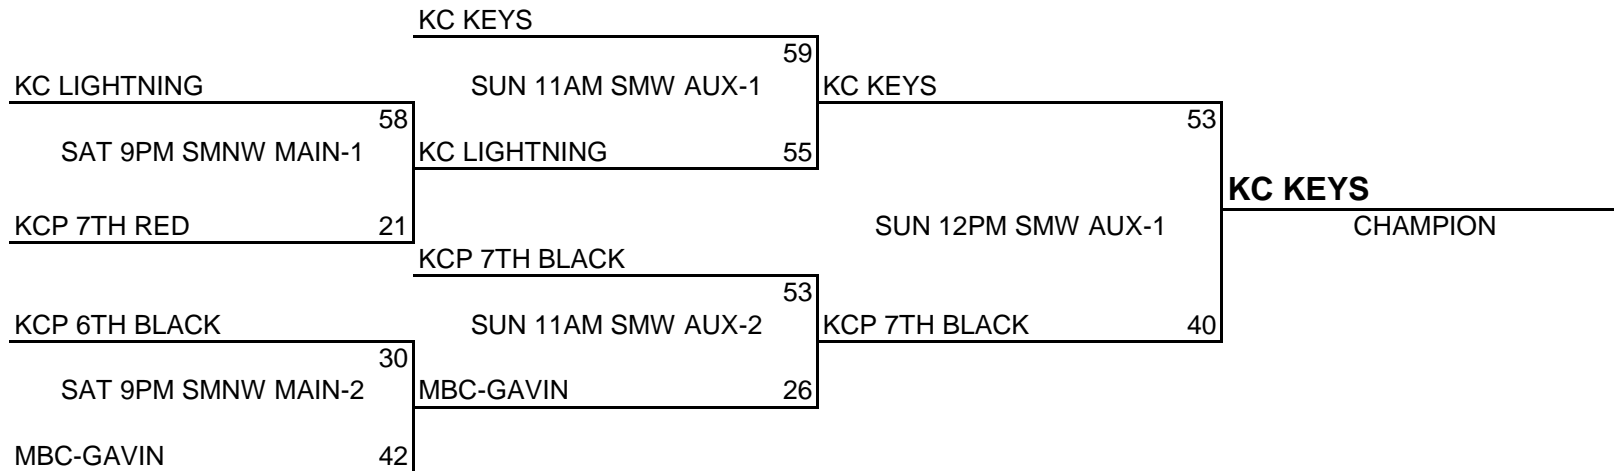 KC KEYS
59
KC LIGHTNING
SUN 11AM SMW AUX-1
KC KEYS
58
53
SAT 9PM SMNW MAIN-1
KC LIGHTNING
55
KC KEYS
KCP 7TH RED
21
SUN 12PM SMW AUX-1
CHAMPION
KCP 7TH BLACK
53
KCP 6TH BLACK
SUN 11AM SMW AUX-2
KCP 7TH BLACK
40
30
SAT 9PM SMNW MAIN-2
MBC-GAVIN
26
MBC-GAVIN
42